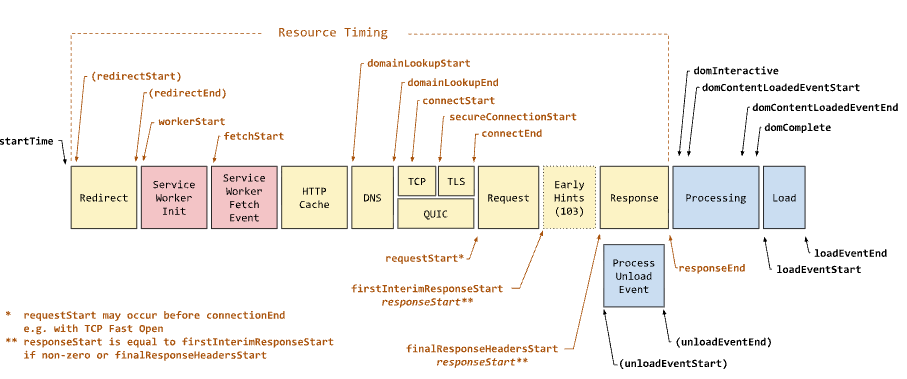 Resource Timing
(redirectStart)
(redirectEnd)
workerStart
fetchStart
domainLookupStart
domainLookupEnd
connectStart
secureConnectionStart
connectEnd
domInteractive
domContentLoadedEventStart
domContentLoadedEventEnd
domComplete
startTime
Redirect
Service
Worker
Init
Service
Worker
Fetch
Event
HTTP
Cache
DNS
TCP
TLS
QUIC
Request
Early
Hints
(103)
Response
Processing
Load
requestStart*
firstInterimResponseStart
responseStart**
finalResponseHeadersStart
responseStart**
Process
Unload
Event
responseEnd
loadEventEnd
loadEventStart
(unloadEventEnd)
(unloadEventStart)
* requestStart may occur before connectionEnd
e.g. with TCP Fast Open
** responseStart is equal to firstInterimResponseStart
if non-zero or finalResponseHeadersStart